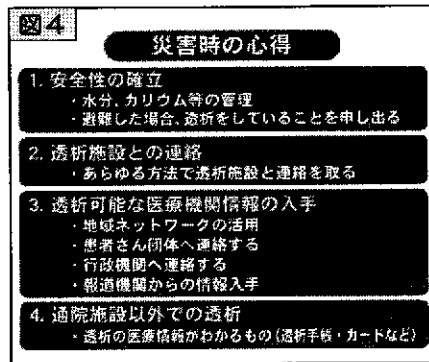 図4
災害時の心得
1. 安全性の確立
・水分、カリウム等の管理
・避難した場合、透析をしていることを申し出る
2. 透析施設との連絡
・あらゆる方法で透析施設と連絡を取る
3. 透析可能な医療機関情報の入手
・地域ネットワークの活用
・患者さん団体へ連絡する
・行政機関へ連絡する
・報道機関からの情報入手
4. 通院施設以外での透析
・透析の医療情報がわかるもの(透析手帳・カードなど)